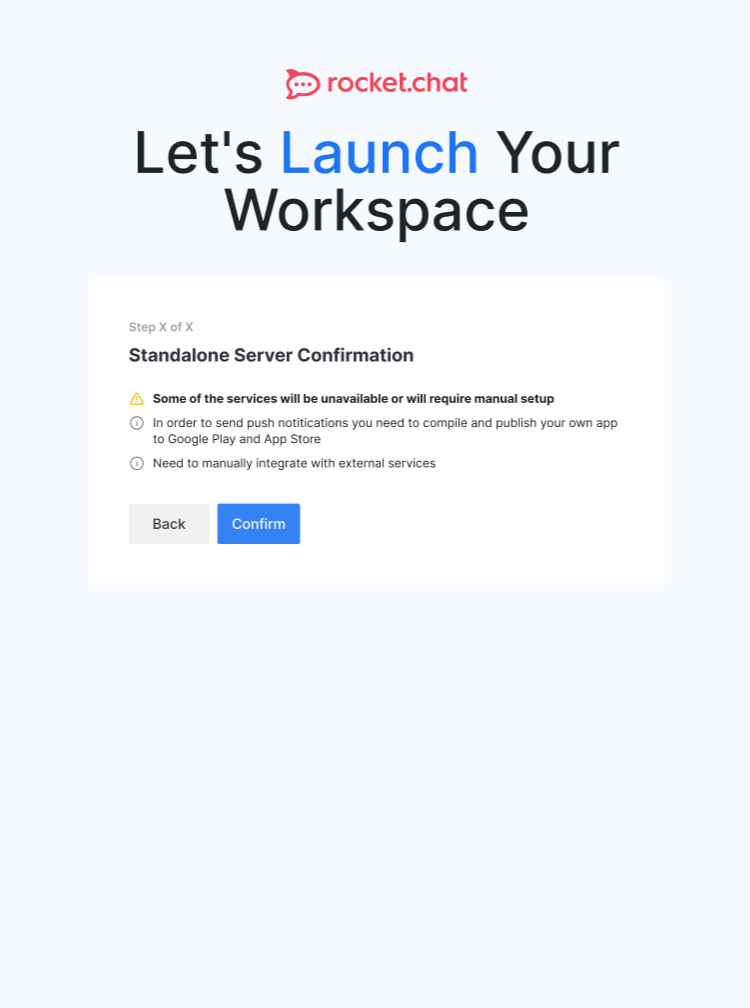 rocket.chat
Let's Launch Your
Workspace
Step X of X
Standalone Server Confirmation
Some of the services will be unavailable or will require manual setup
In order to send push notitications you need to compile and publish your own app
to Google Play and App Store
Need to manually integrate with external services
Back Confirm